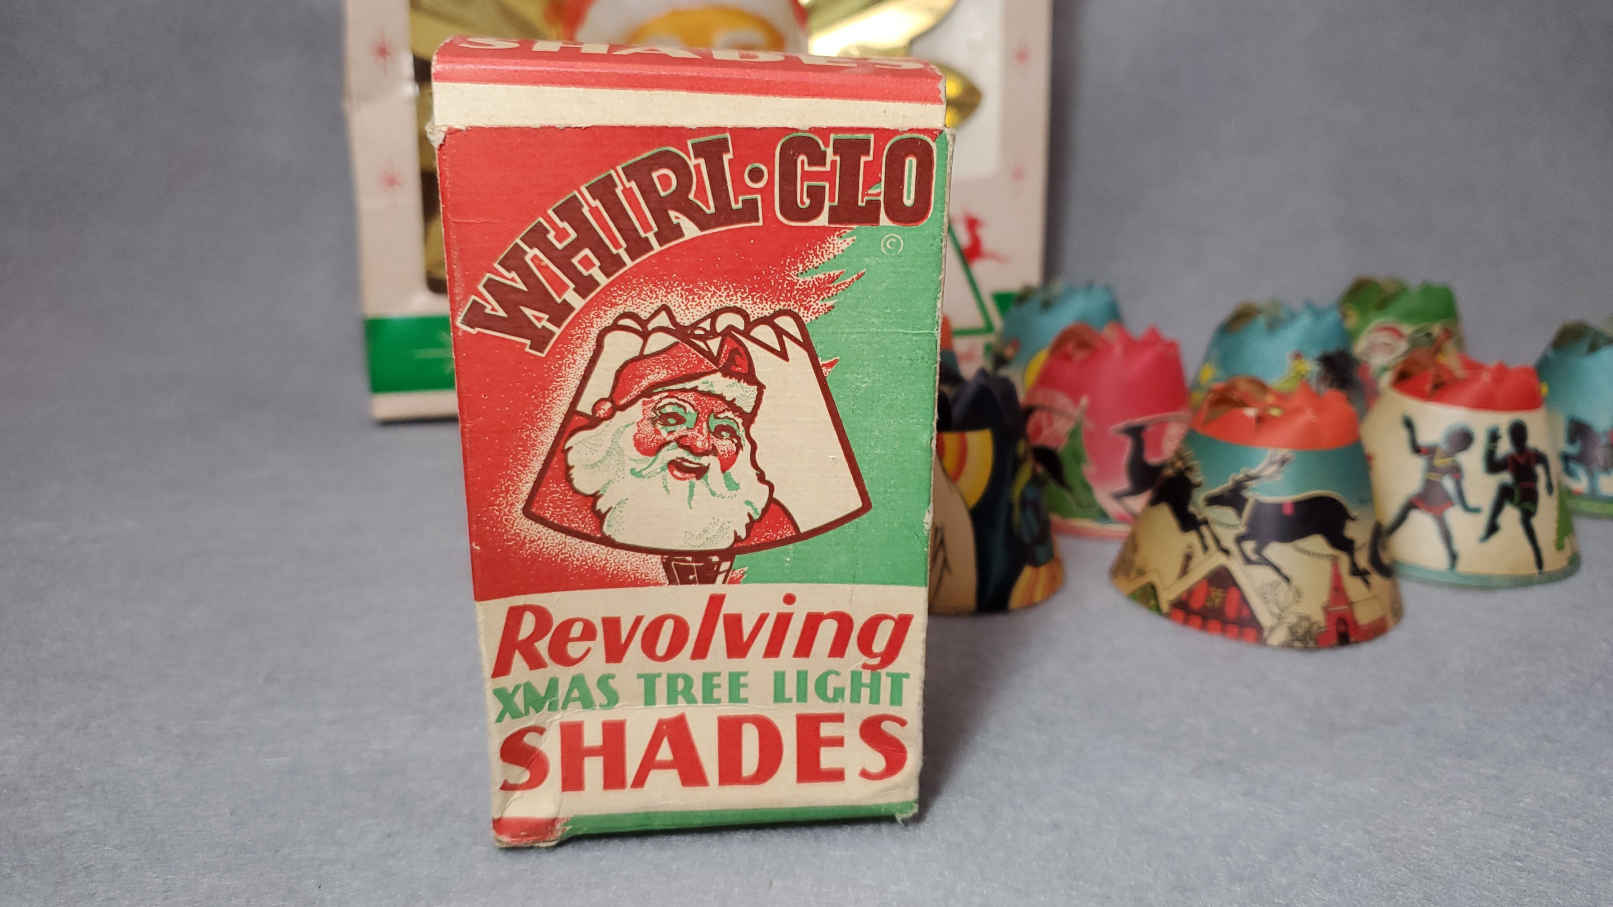 SHADES
WHIRL·GLO
©
Revolving
XMAS TREE LIGHT
SHADES